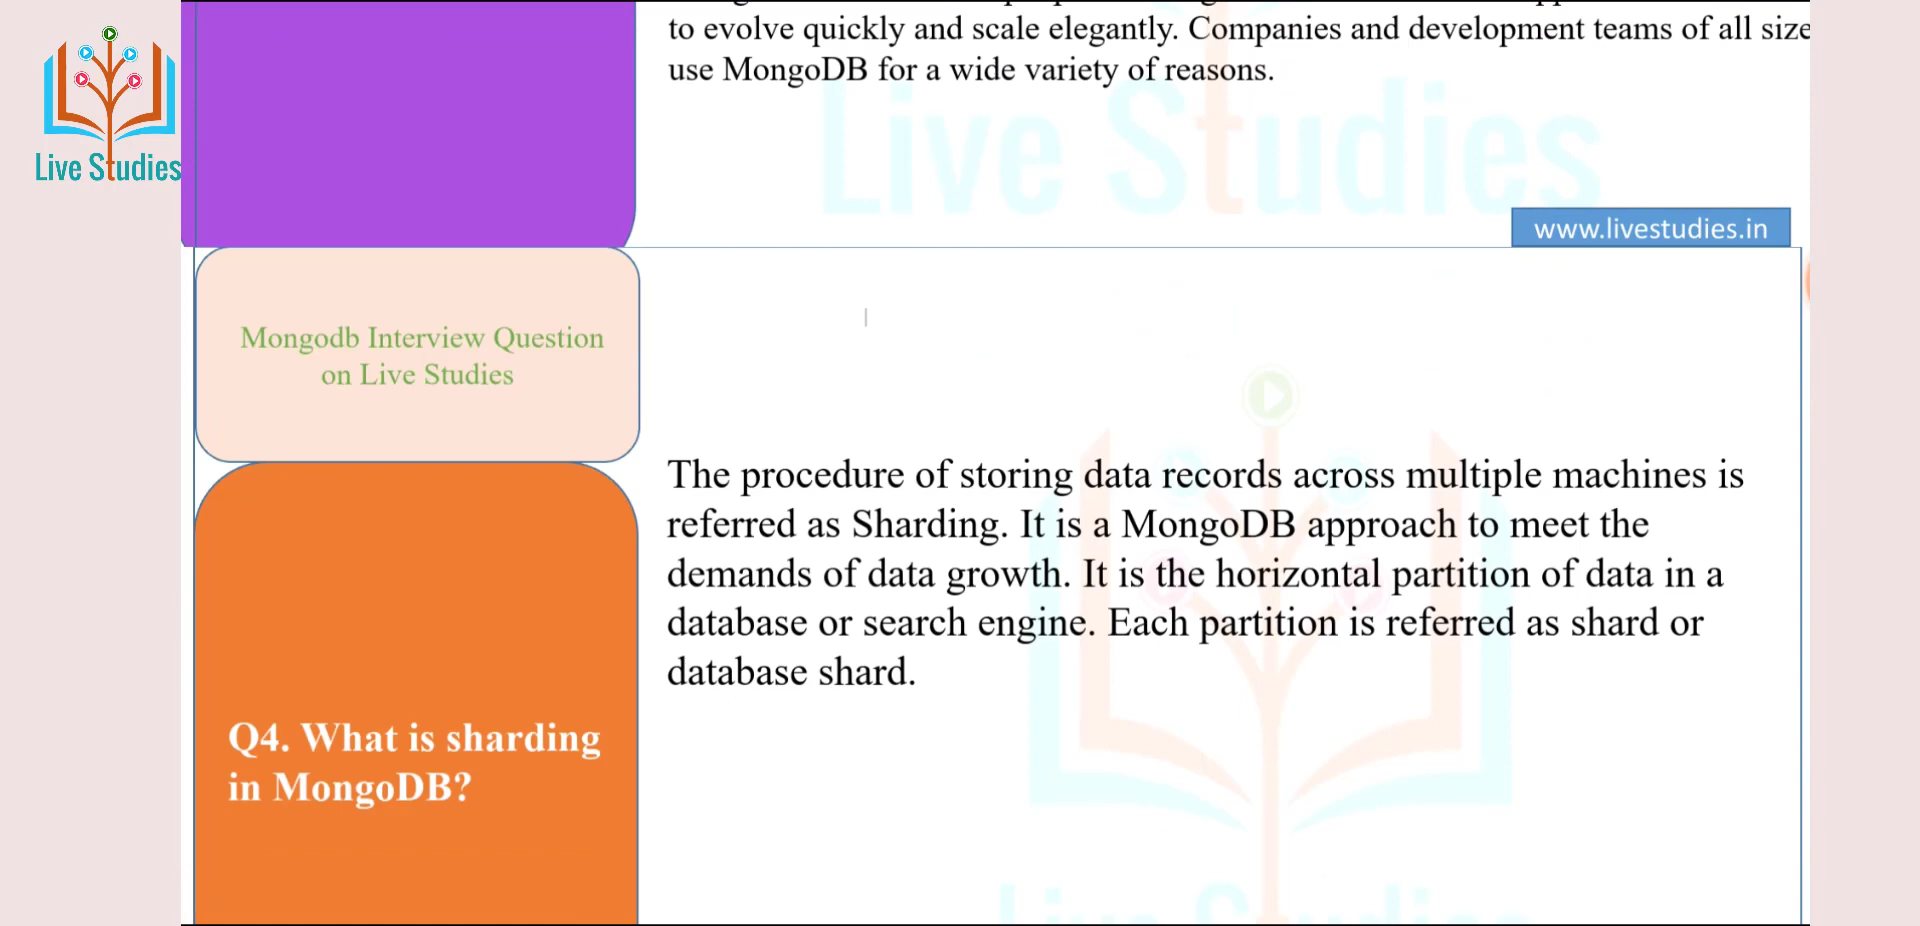 Live Studies
to evolve quickly and scale elegantly. Companies and development teams of all size
use MongoDB for a wide variety of reasons.
Live Studies
www.livestudies.in
Mongodb Interview Question
on Live Studies
The procedure of storing data records across multiple machines is
referred as Sharding. It is a MongoDB approach to meet the
demands of data growth. It is the horizontal partition of data in a
database or search engine. Each partition is referred as shard or
database shard.
Q4. What is sharding
in MongoDB?